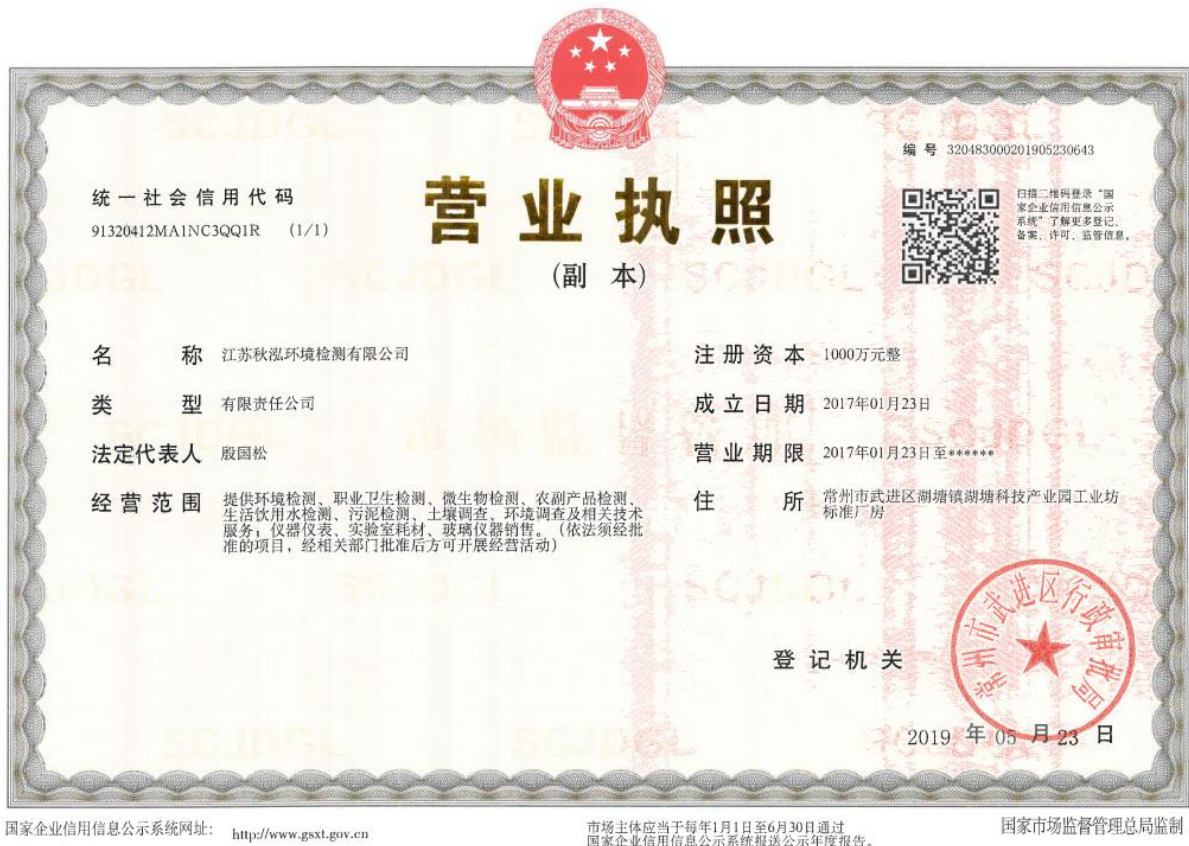 编 号 320483000201905230643
统一社会信用代码
91320412MA1NC3QQ1R (1/1)
营业执照
(副 本)
扫描二维码登录“国
家企业信用信息公示
系统”了解更多登记、
备案、许可、监管信息。
名 称 江苏秋泓环境检测有限公司
类 型 有限责任公司
法定代表人 殷国松
经营范围 提供环境检测、职业卫生检测、微生物检测、农副产品检测、
生活饮用水检测、污泥检测、土壤调查、环境调查及相关技术
服务;仪器仪表、实验室耗材、玻璃仪器销售。(依法须经批
准的项目,经相关部门批准后方可开展经营活动)
注册资本 1000万元整
成立日期 2017年01月23日
营业期限 2017年01月23日至******
住 所 常州市武进区湖塘镇湖塘科技产业园工业坊
标准厂房
登记机关
常州市武进区行政审批局
2019 年 05 月 23 日
国家企业信用信息公示系统网址: http://www.gsxt.gov.cn
市场主体应当于每年1月1日至6月30日通过
国家企业信用信息公示系统报送公示年度报告。
国家市场监督管理总局监制
SCJDGL